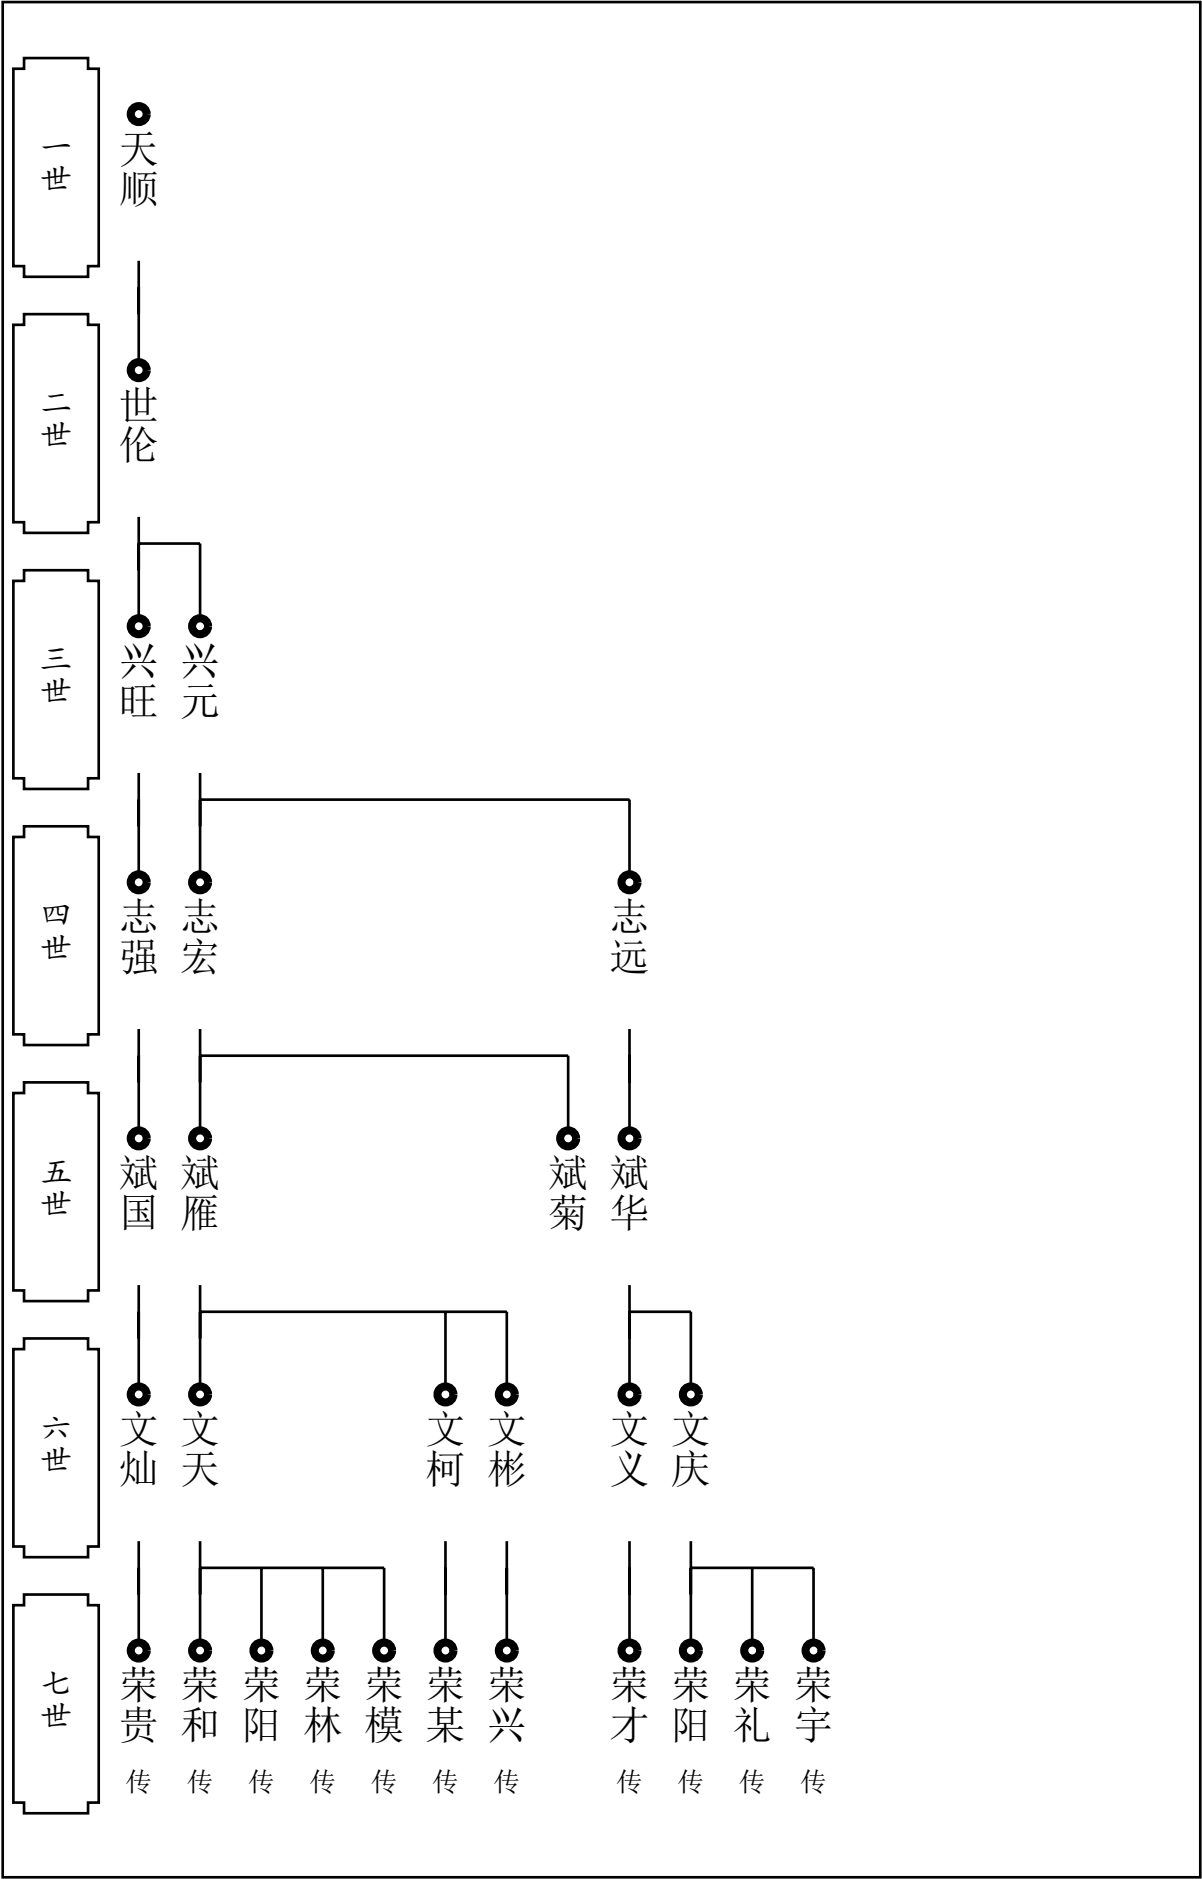 一世
天顺
二世
世伦
三世
兴旺
兴元
四世
志强
志宏
志远
五世
斌国
斌雁
斌菊
斌华
六世
文灿
文天
文柯
文彬
文义
文庆
七世
荣贵
传
荣和
传
荣阳
传
荣林
传
荣模
传
荣某
传
荣兴
传
荣才
传
荣阳
传
荣礼
传
荣宇
传